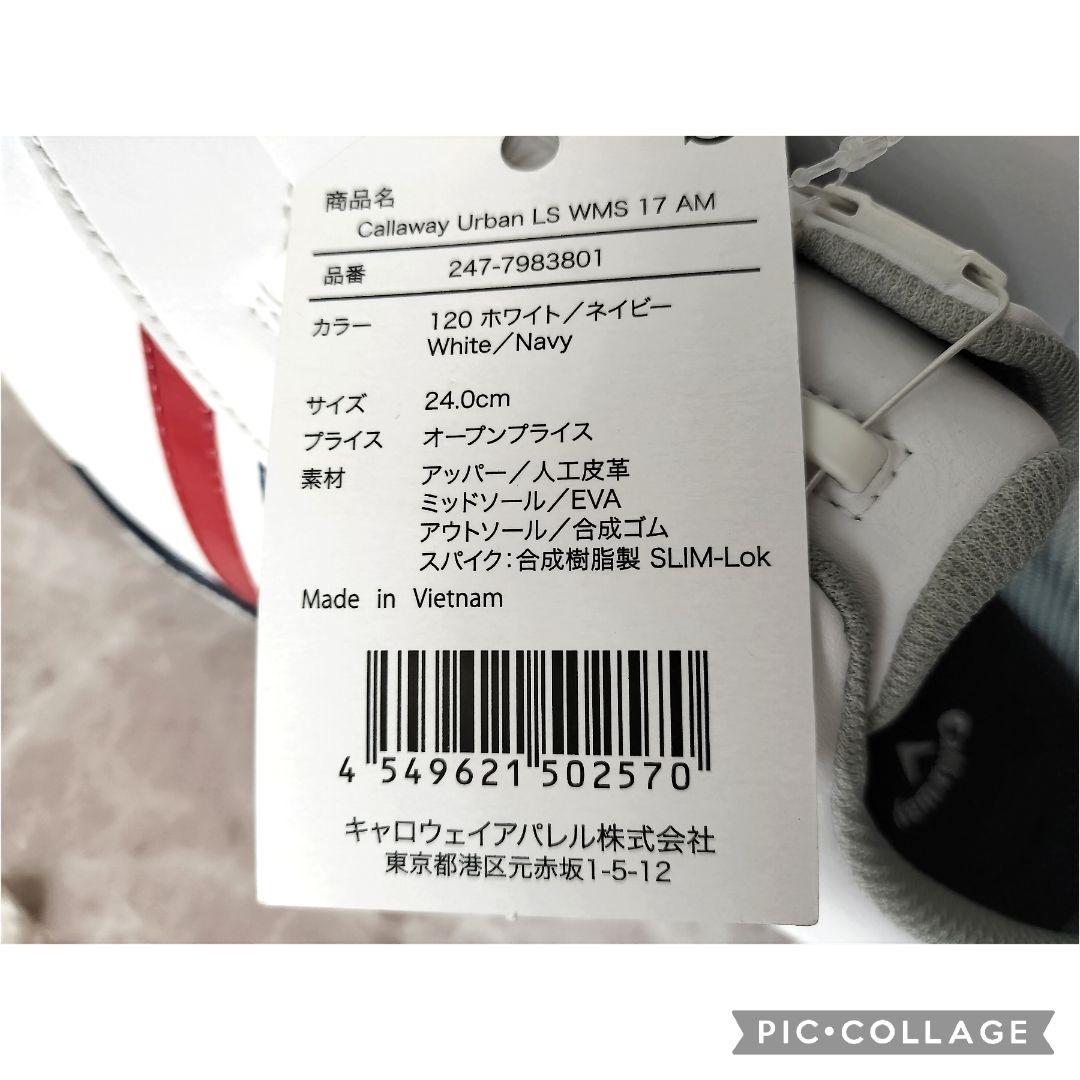 商品名
Callaway Urban LS WMS 17 AM
品番 247-7983801
カラー 120 ホワイト/ネイビー
White/Navy
サイズ 24.0cm
プライス オープンプライス
素材 アッパー/人工皮革
ミッドソール/EVA
アウトソール/合成ゴム
スパイク:合成樹脂製 SLIM-Lok
Made in Vietnam
4 549621 502570
キャロウェイアパレル株式会社
東京都港区元赤坂1-5-12
PIC•COLLAGE